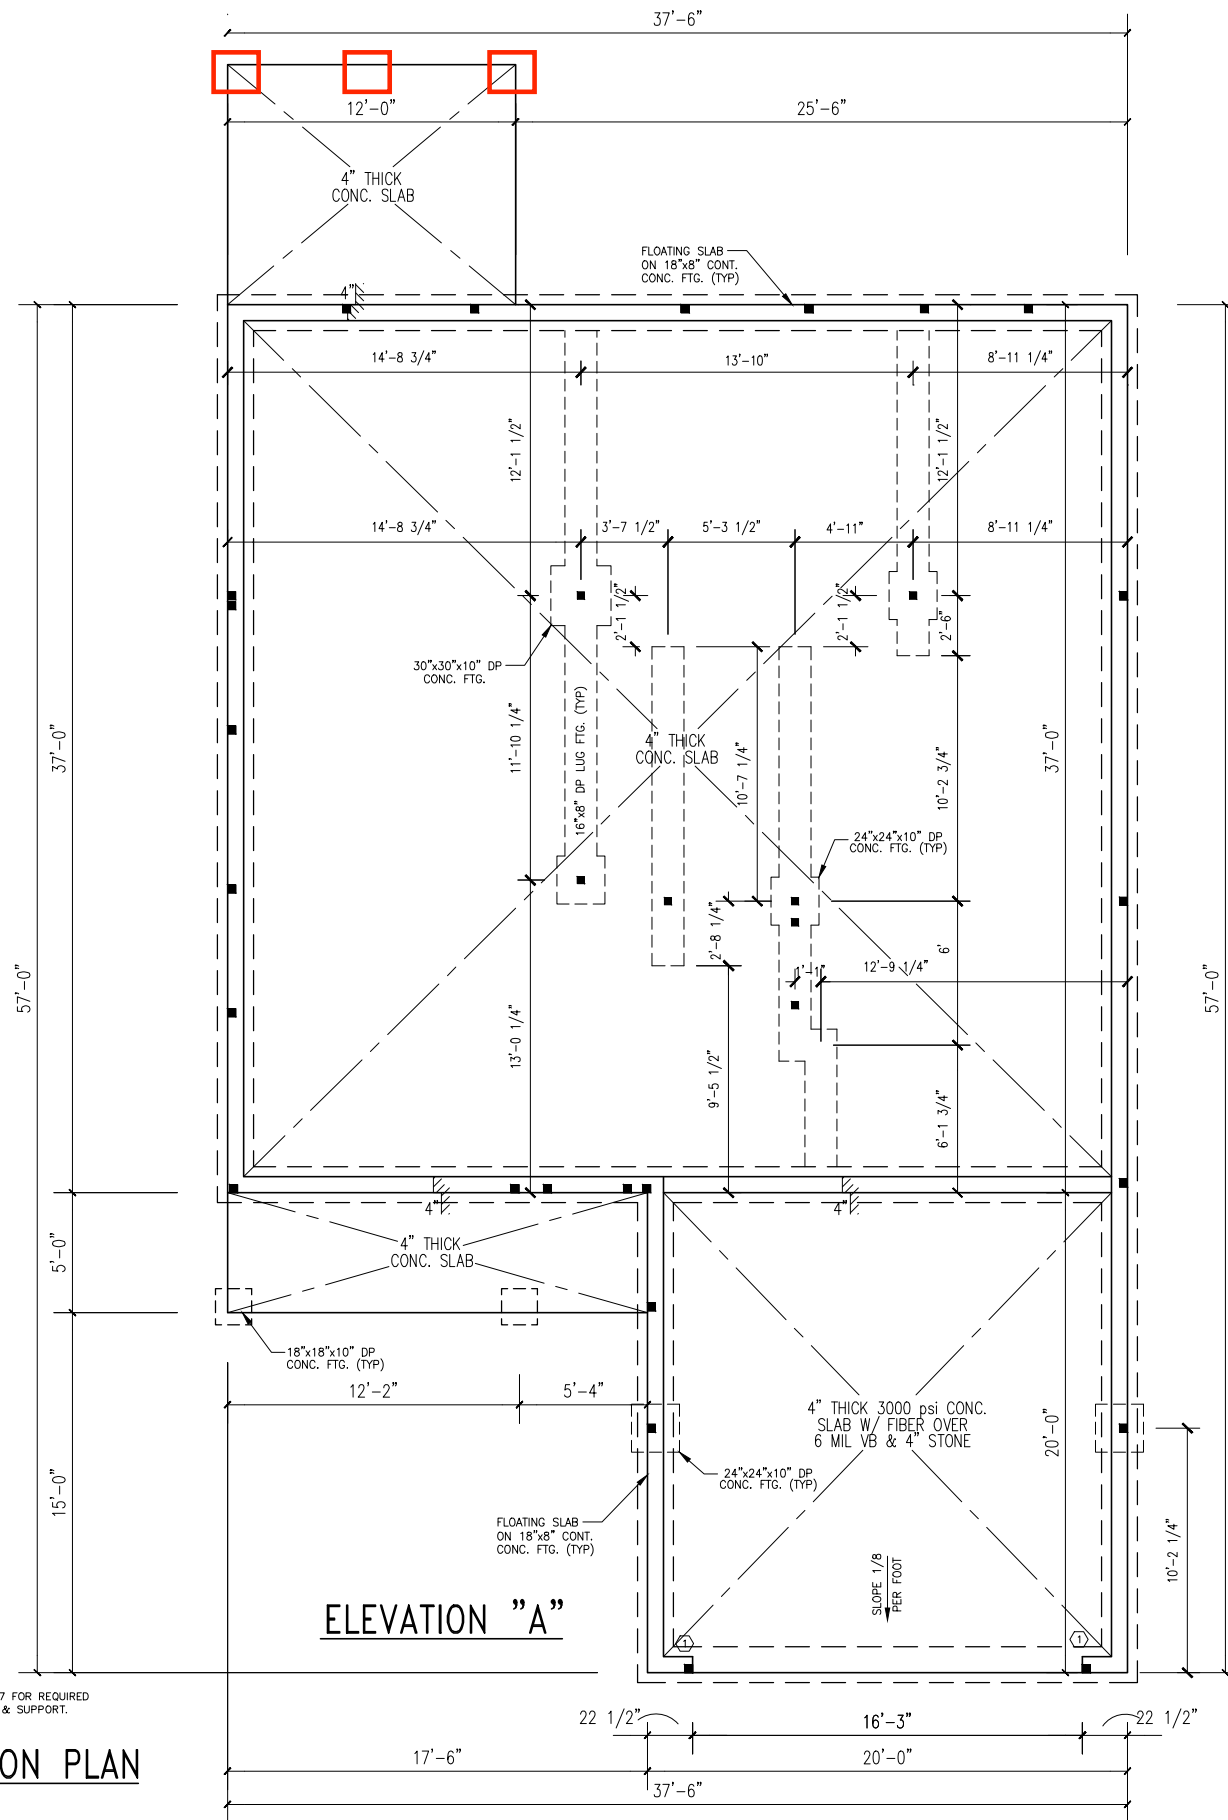 37'-6"
12'-0"
25'-6"
4" THICK
CONC. SLAB
FLOATING SLAB
ON 18"x8" CONT.
CONC. FTG. (TYP)
4"
14'-8 3/4"
13'-10"
8'-11 1/4"
12'-1 1/2"
12'-1 1/2"
14'-8 3/4"
3'-7 1/2"
5'-3 1/2"
4'-11"
8'-11 1/4"
2'-1 1/2"
2'-1 1/2"
2'-6"
30"x30"x10" DP
CONC. FTG.
16"x8" DP LUG FTG. (TYP)
11'-10 1/4"
4" THICK
CONC. SLAB
10'-7 1/4"
10'-2 3/4"
37'-0"
37'-0"
24"x24"x10" DP
CONC. FTG. (TYP)
2'-8 1/4"
6'
1'-1"
12'-9 1/4"
57'-0"
57'-0"
13'-0 1/4"
9'-5 1/2"
6'-1 3/4"
4"
4"
5'-0"
4" THICK
CONC. SLAB
18"x18"x10" DP
CONC. FTG. (TYP)
12'-2"
5'-4"
4" THICK 3000 psi CONC.
SLAB W/ FIBER OVER
6 MIL VB & 4" STONE
20'-0"
24"x24"x10" DP
CONC. FTG. (TYP)
15'-0"
FLOATING SLAB
ON 18"x8" CONT.
CONC. FTG. (TYP)
10'-2 1/4"
SLOPE 1/8
PER FOOT
ELEVATION "A"
1
1
7 FOR REQUIRED
& SUPPORT.
22 1/2"
16'-3"
22 1/2"
ON PLAN
17'-6"
20'-0"
37'-6"